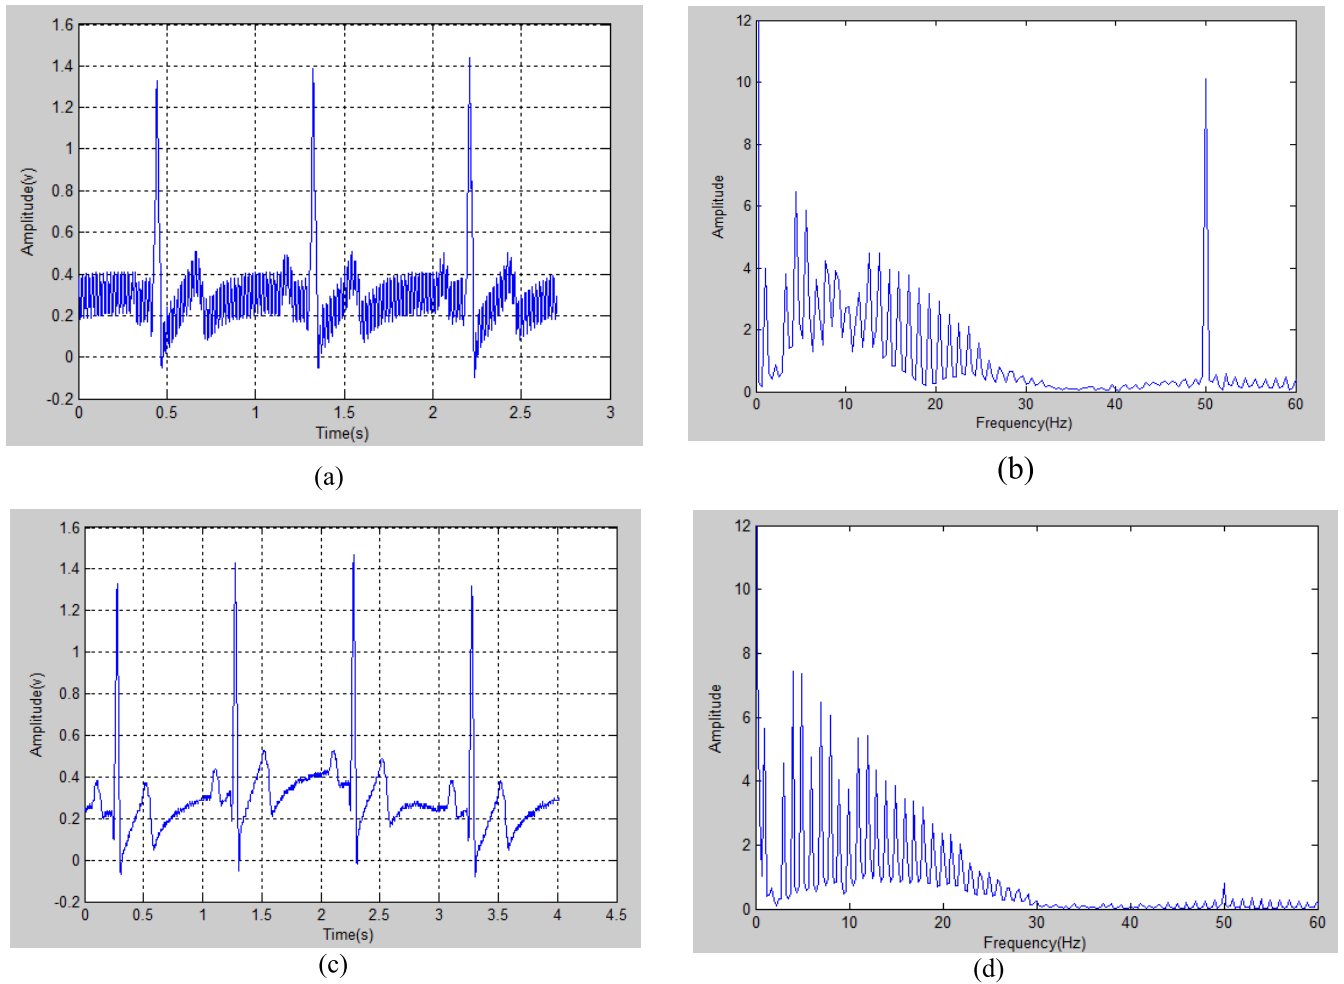 1.6
1.4
1.2
1
0.8
0.6
0.4
0.2
0
-0.2
Amplitude(v)
0 0.5 1 1.5 2 2.5 3
Time(s)
(a)
12
10
8
6
4
2
0
Amplitude
0 10 20 30 40 50 60
Frequency(Hz)
(b)
1.6
1.4
1.2
1
0.8
0.6
0.4
0.2
0
-0.2
Amplitude(v)
0 0.5 1 1.5 2 2.5 3 3.5 4 4.5
Time(s)
(c)
12
10
8
6
4
2
0
Amplitude
0 10 20 30 40 50 60
Frequency(Hz)
(d)